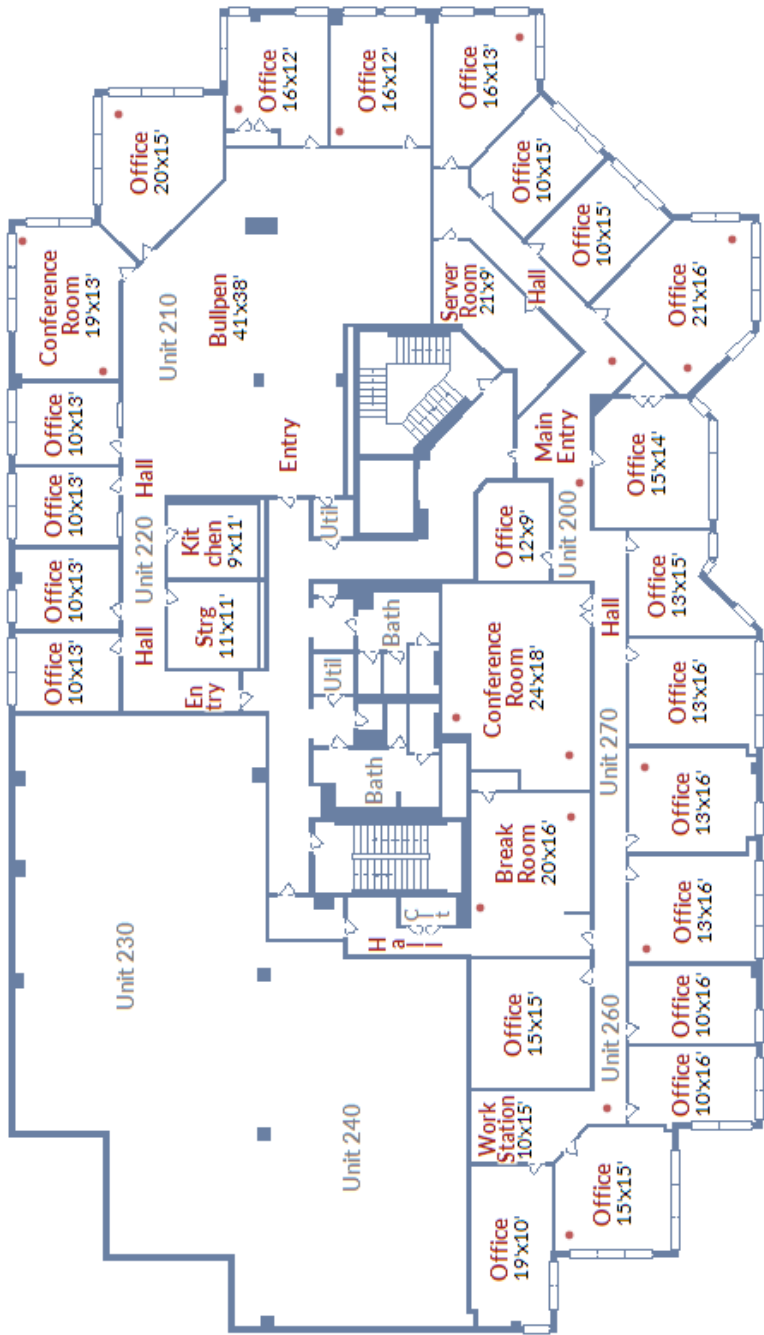 Office
10'x13'
Office
10'x13'
Office
10'x13'
Office
10'x13'
Conference
Room
19'x13'
Office
20'x15'
Office
16'x12'
Office
16'x12'
Office
16'x13'
Unit 230
Hall
Unit 220
Hall
Unit 210
En
try
Strg
11'x11'
Kit
chen
9'x11'
Entry
Bullpen
41'x38'
Unit 240
Util
Util
Bath
Bath
H
a
l
l
C
l
t
Server
Room
21'x9'
Hall
Office
10'x15'
Office
10'x15'
Office
21'x16'
Main
Entry
Office
12'x9'
Unit 200
Office
15'x14'
Conference
Room
24'x18'
Break
Room
20'x16'
Office
15'x15'
Work
Station
10'x15'
Office
19'x10'
Office
15'x15'
Unit 260
Unit 270
Hall
Office
10'x16'
Office
10'x16'
Office
13'x16'
Office
13'x16'
Office
13'x16'
Office
13'x15'